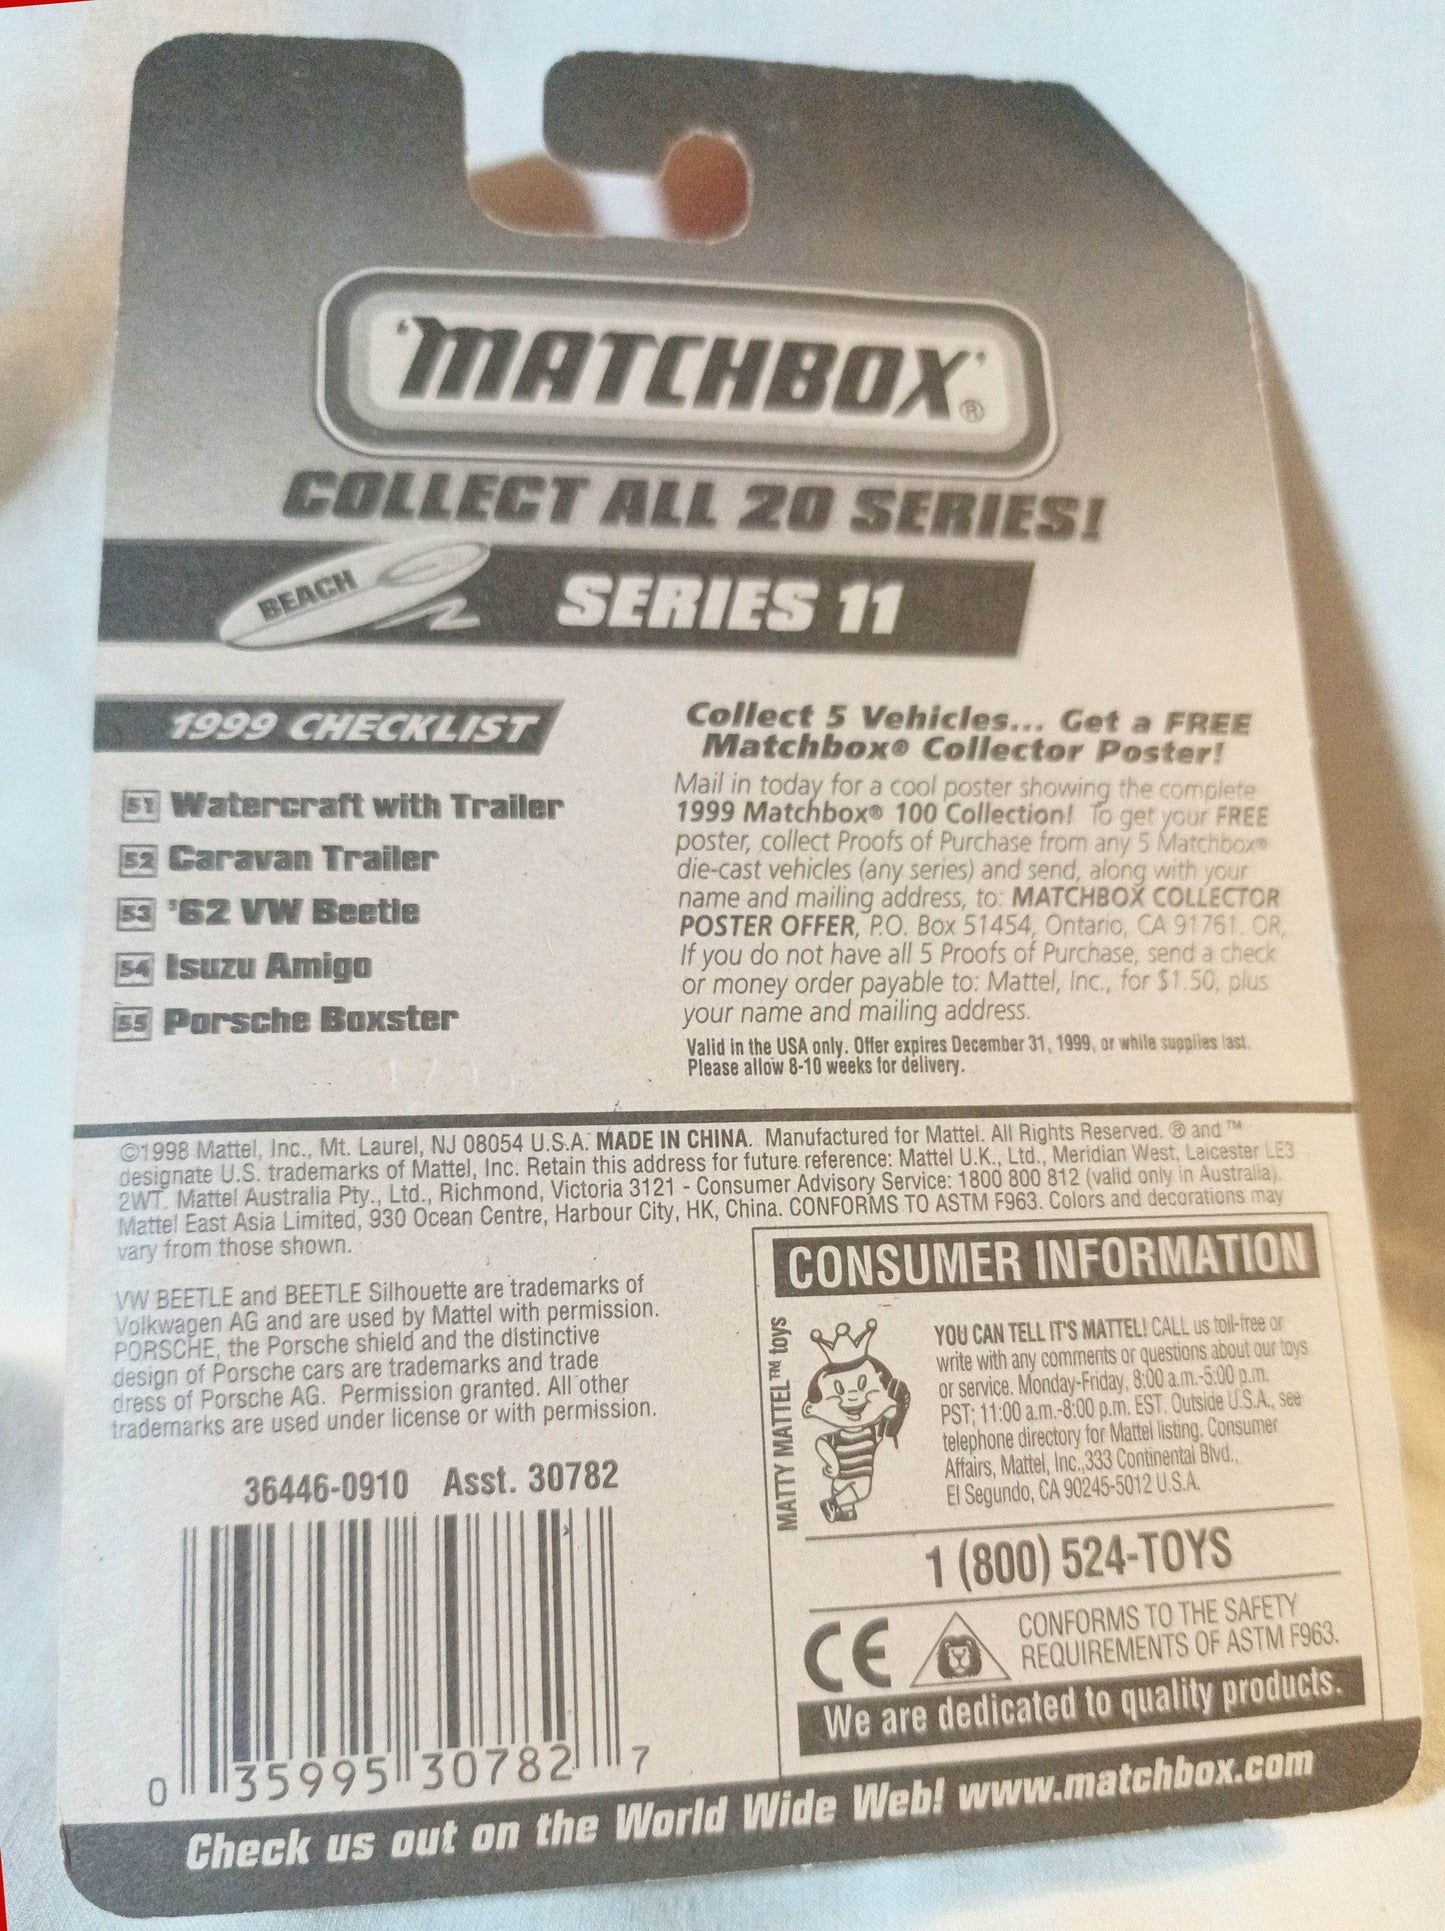 'MATCHBOX'®
COLLECT ALL 20 SERIES!
BEACH
SERIES 11
1999 CHECKLIST
51 Watercraft with Trailer
52 Caravan Trailer
53 '62 VW Beetle
54 Isuzu Amigo
55 Porsche Boxster
Collect 5 Vehicles... Get a FREE
Matchbox® Collector Poster!
Mail in today for a cool poster showing the complete
1999 Matchbox® 100 Collection! To get your FREE
poster, collect Proofs of Purchase from any 5 Matchbox®
die-cast vehicles (any series) and send, along with your
name and mailing address, to: MATCHBOX COLLECTOR
POSTER OFFER, P.O. Box 51454, Ontario, CA 91761. OR,
If you do not have all 5 Proofs of Purchase, send a check
or money order payable to: Mattel, Inc., for $1.50, plus
your name and mailing address.
Valid in the USA only. Offer expires December 31, 1999, or while supplies last.
Please allow 8-10 weeks for delivery.
©1998 Mattel, Inc., Mt. Laurel, NJ 08054 U.S.A. MADE IN CHINA. Manufactured for Mattel. All Rights Reserved. ® and ™
designate U.S. trademarks of Mattel, Inc. Retain this address for future reference: Mattel U.K., Ltd., Meridian West, Leicester LE3
2WT. Mattel Australia Pty., Ltd., Richmond, Victoria 3121 - Consumer Advisory Service: 1800 800 812 (valid only in Australia).
Mattel East Asia Limited, 930 Ocean Centre, Harbour City, HK, China. CONFORMS TO ASTM F963. Colors and decorations may
vary from those shown.
VW BEETLE and BEETLE Silhouette are trademarks of
Volkwagen AG and are used by Mattel with permission.
PORSCHE, the Porsche shield and the distinctive
design of Porsche cars are trademarks and trade
dress of Porsche AG. Permission granted. All other
trademarks are used under license or with permission.
36446-0910 Asst. 30782
0 35995 30782 7
CONSUMER INFORMATION
MATTY MATTEL™ toys
YOU CAN TELL IT'S MATTEL! CALL us toll-free or
write with any comments or questions about our toys
or service. Monday-Friday, 8:00 a.m.-5:00 p.m.
PST; 11:00 a.m.-8:00 p.m. EST. Outside U.S.A., see
telephone directory for Mattel listing. Consumer
Affairs, Mattel, Inc.,333 Continental Blvd.,
El Segundo, CA 90245-5012 U.S.A.
1 (800) 524-TOYS
CE
CONFORMS TO THE SAFETY
REQUIREMENTS OF ASTM F963.
We are dedicated to quality products.
Check us out on the World Wide Web! www.matchbox.com